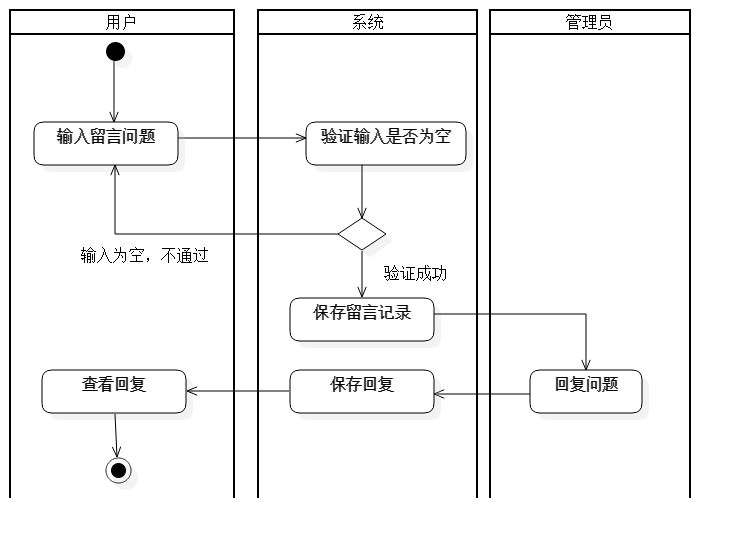 用户
系统
管理员
输入留言问题
验证输入是否为空
输入为空，不通过
验证成功
保存留言记录
查看回复
保存回复
回复问题